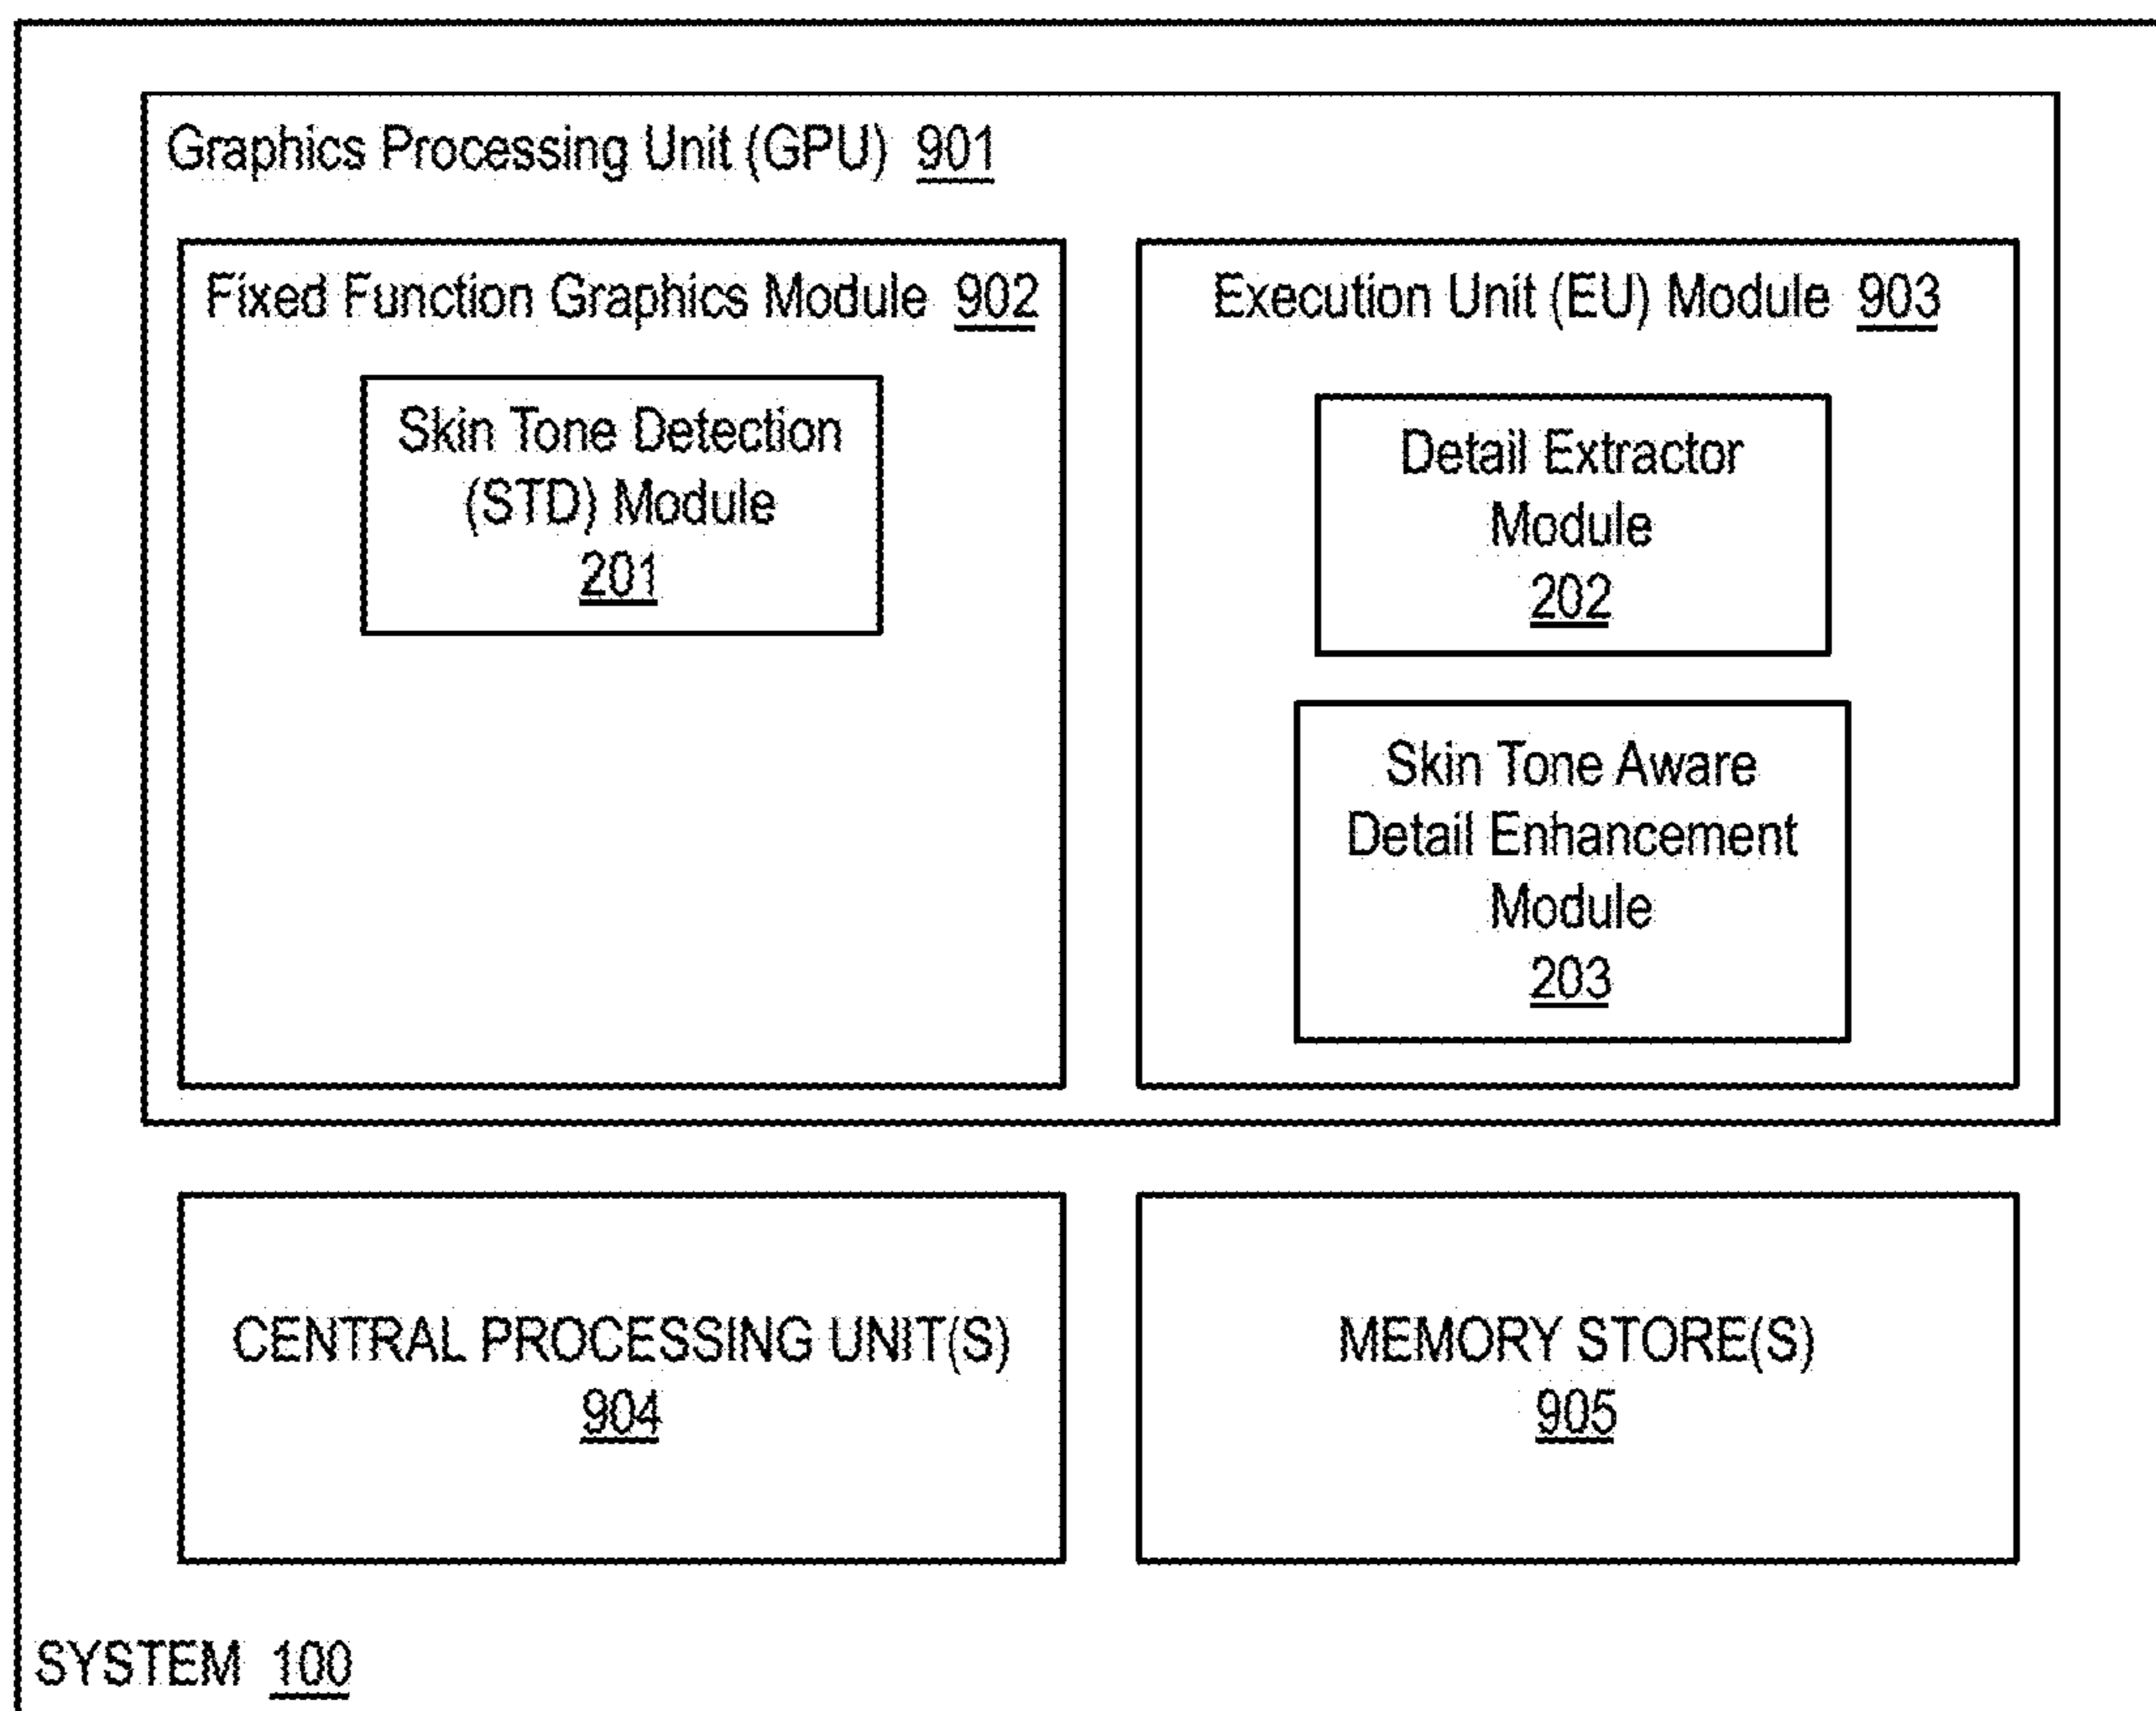 Graphics Processing Unit (GPU) 901
Fixed Function Graphics Module 902
Skin Tone Detection
(STD) Module
201
Execution Unit (EU) Module 903
Detail Extractor
Module
202
Skin Tone Aware
Detail Enhancement
Module
203
CENTRAL PROCESSING UNIT(S)
904
MEMORY STORE(S)
905
SYSTEM 100